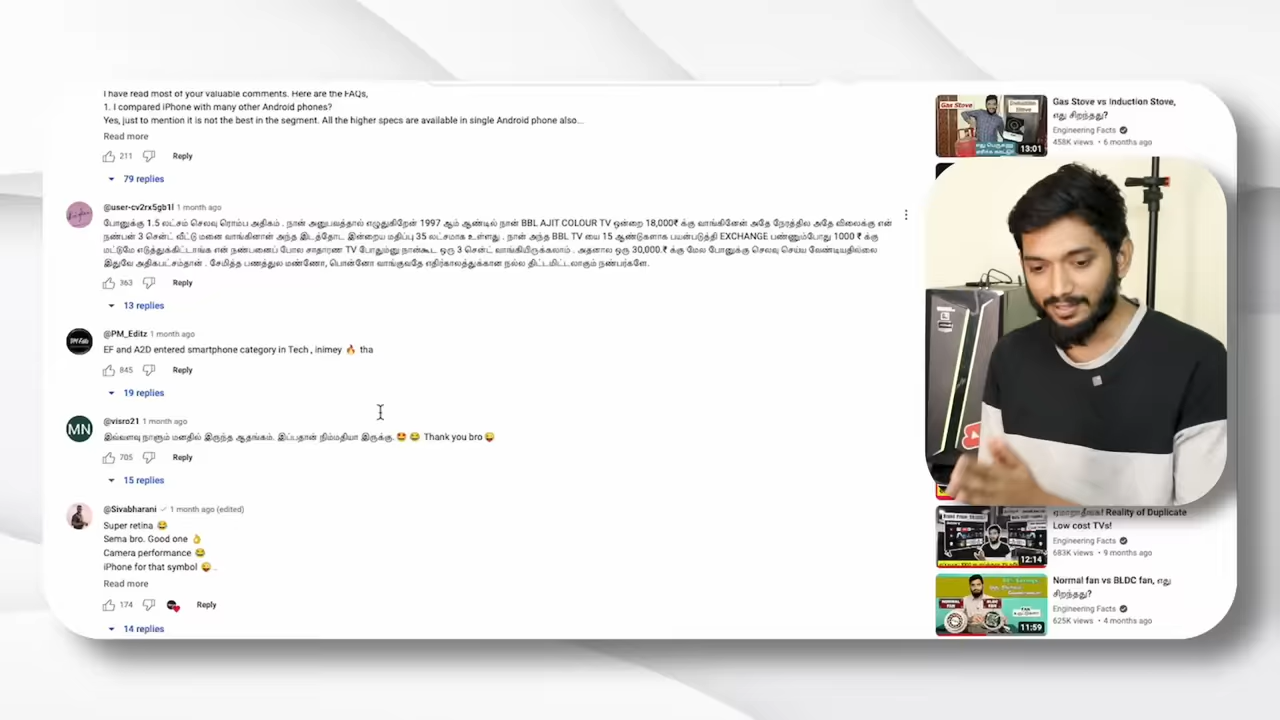 I have read most of your valuable comments. Here are the FAQs,
1. I compared iPhone with many other Android phones?
Yes, just to mention it is not the best in the segment. All the higher specs are available in single Android phone also...
Read more
211 Reply
79 replies
@user-cv2rx5gb1l 1 month ago
போனுக்கு 1.5 லட்சம் செலவு ரொம்ப அதிகம் . நான் அனுபவத்தால் எழுதுகிறேன் 1997 ஆம் ஆண்டில் நான் BBL AJIT COLOUR TV ஒன்றை 18,000₹ க்கு வாங்கினேன் அதே நேரத்தில அதே விலைக்கு என்
நண்பன் 3 சென்ட் வீட்டு மனை வாங்கினான் அந்த இடத்தோட இன்றைய மதிப்பு 35 லட்சமாக உள்ளது . நான் அந்த BBL TV யை 15 ஆண்டுகளாக பயன்படுத்தி EXCHANGE பண்ணும்போது 1000 ₹ க்கு
மட்டுமே எடுத்துக்கிட்டாங்க என் நண்பனைப் போல சாதாரண TV போதும்னு நான்கூட ஒரு 3 சென்ட் வாங்கியிருக்கலாம் . அதனால ஒரு 30,000.₹ க்கு மேல போனுக்கு செலவு செய்ய வேண்டியதில்லை
இதுவே அதிகபட்சம்தான் . சேமித்த பணத்துல மண்ணோ, பொன்னோ வாங்குவதே எதிர்காலத்துக்கான நல்ல திட்டமிட்டலாகும் நண்பர்களே.
363 Reply
13 replies
@PM_Editz 1 month ago
EF and A2D entered smartphone category in Tech , inimey 🔥 tha
845 Reply
19 replies
MN
@visro21 1 month ago
இவ்வளவு நாளும் மனதில் இருந்த ஆதங்கம். இப்பதான் நிம்மதியா இருக்கு. 🤩 😂 Thank you bro 😜
705 Reply
15 replies
@Sivabharani 1 month ago (edited)
Super retina 😂
Sema bro. Good one 👌
Camera performance 😂
iPhone for that symbol 😜 .
Read more
174 Reply
14 replies
Gas Stove
13:01
Gas Stove vs Induction Stove,
எது சிறந்தது?
Engineering Facts
458K views • 6 months ago
12:14
ஏமாறாதீங்க! Reality of Duplicate
Low cost TVs!
Engineering Facts
683K views • 9 months ago
NORMAL FAN
11:59
Normal fan vs BLDC fan, எது
சிறந்தது?
Engineering Facts
625K views • 4 months ago